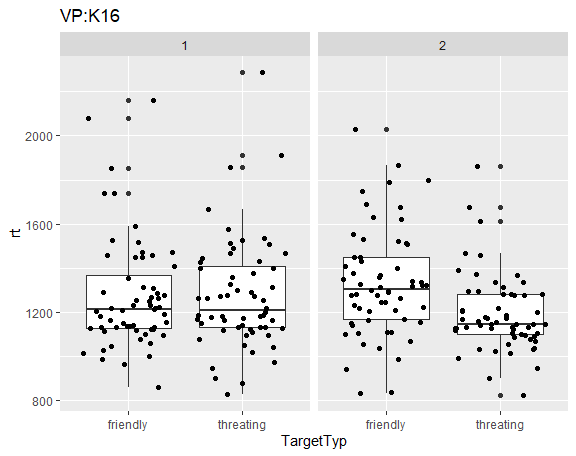 VP:K16
1 2
2000
1600
1200
800
rt
friendly threating friendly threating
TargetTyp